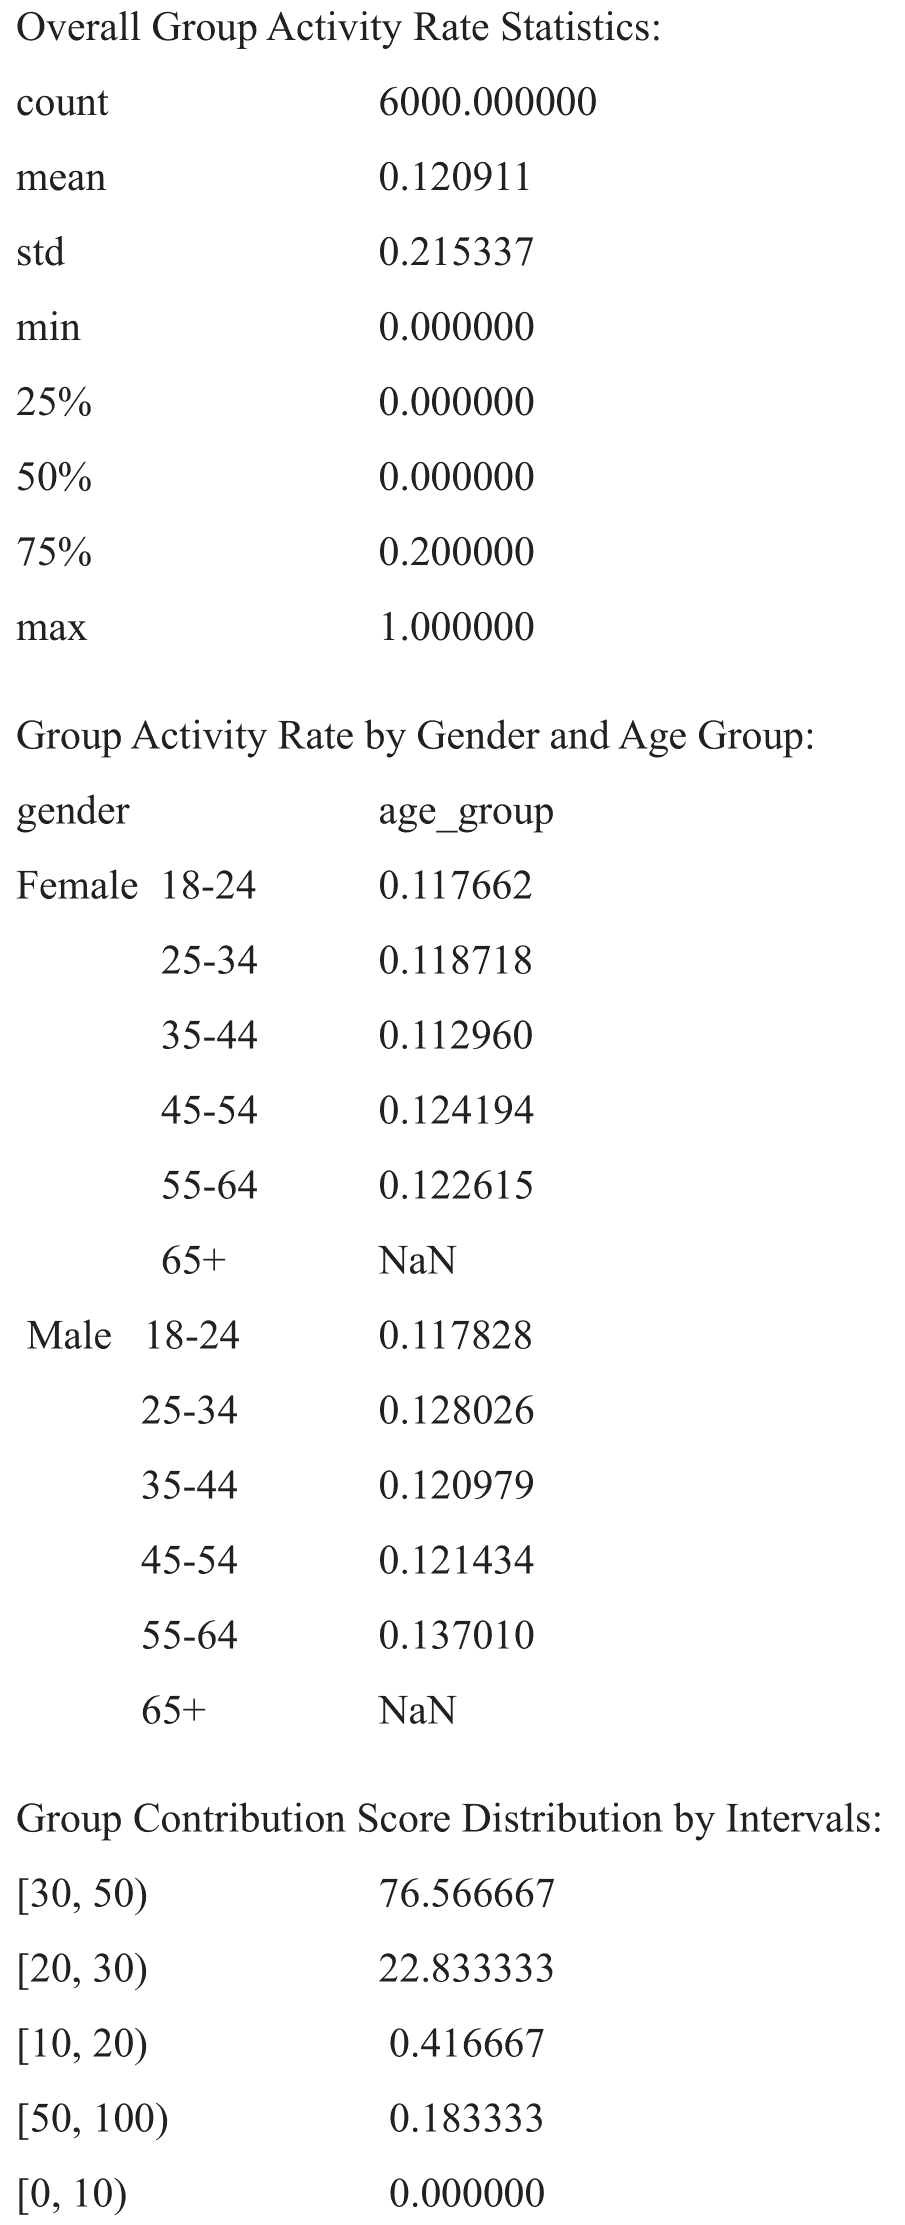 Overall Group Activity Rate Statistics:
count 6000.000000
mean 0.120911
std 0.215337
min 0.000000
25% 0.000000
50% 0.000000
75% 0.200000
max 1.000000
Group Activity Rate by Gender and Age Group:
gender age_group
Female 18-24 0.117662
25-34 0.118718
35-44 0.112960
45-54 0.124194
55-64 0.122615
65+ NaN
Male 18-24 0.117828
25-34 0.128026
35-44 0.120979
45-54 0.121434
55-64 0.137010
65+ NaN
Group Contribution Score Distribution by Intervals:
[30, 50) 76.566667
[20, 30) 22.833333
[10, 20) 0.416667
[50, 100) 0.183333
[0, 10) 0.000000